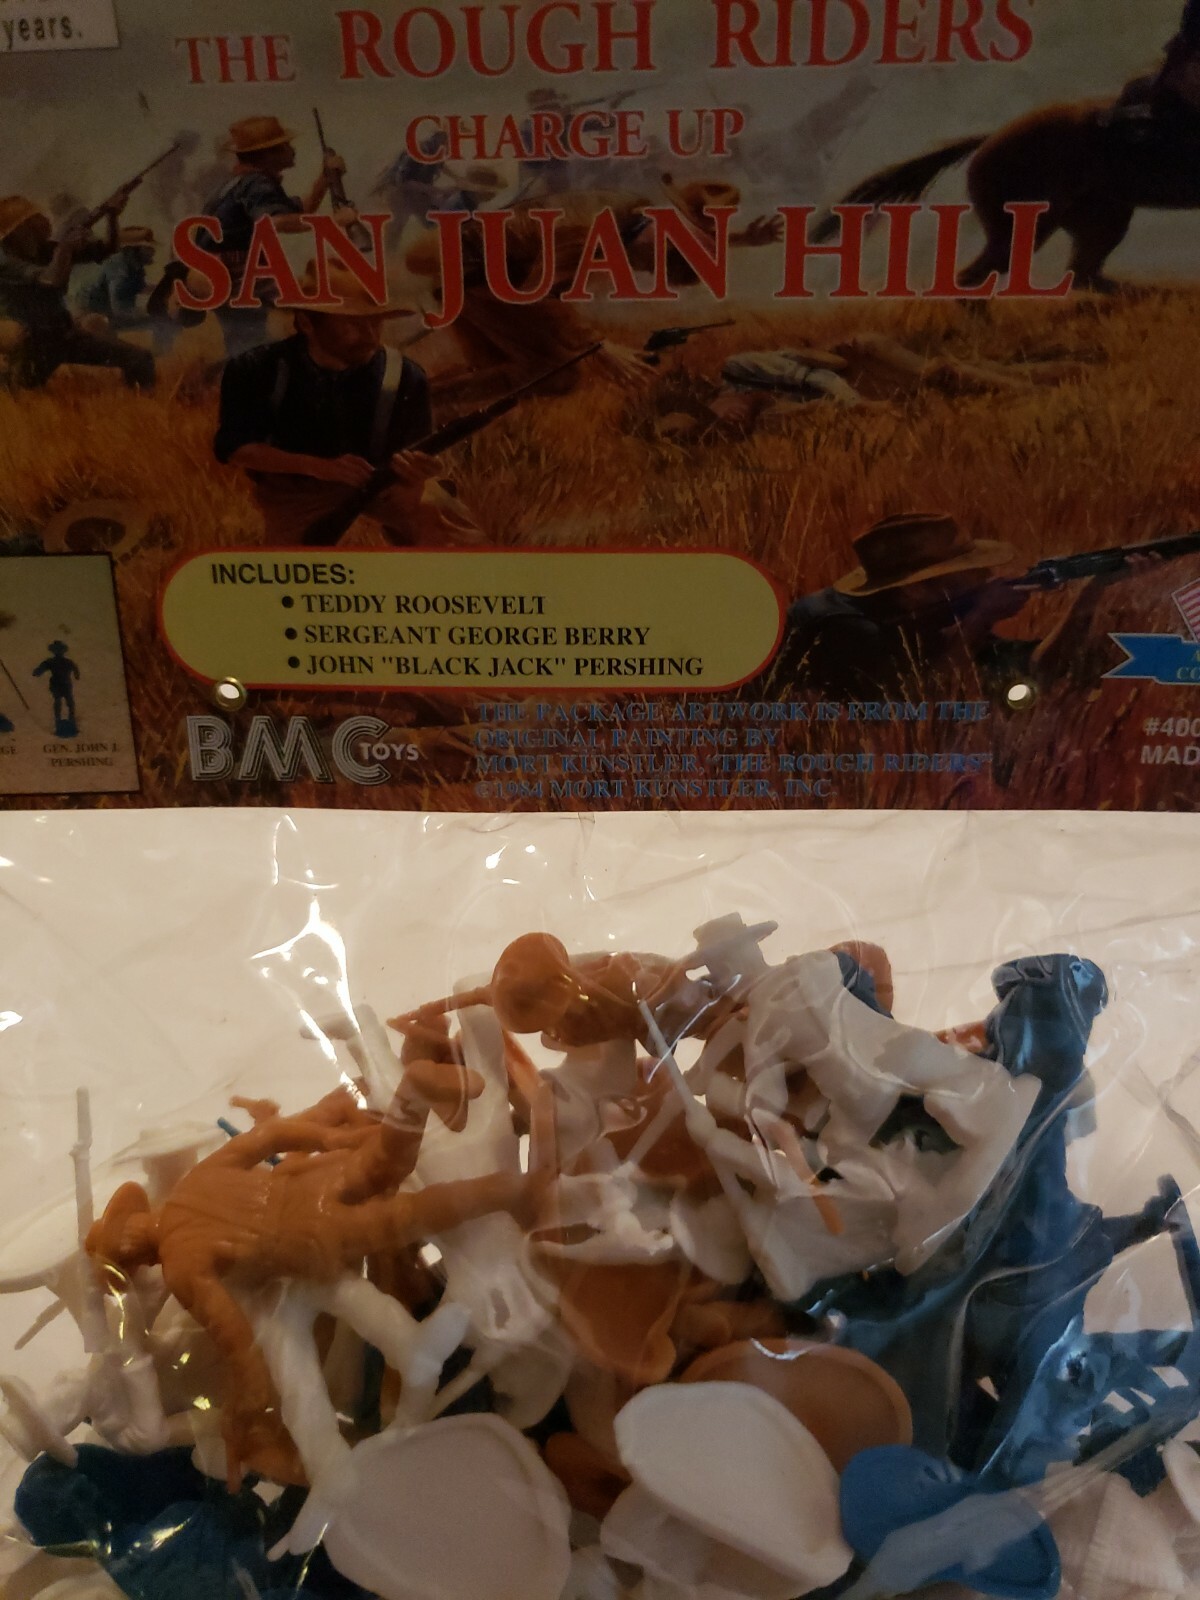 years.
THE ROUGH RIDERS
CHARGE UP
SAN JUAN HILL
INCLUDES:
• TEDDY ROOSEVELT
• SERGEANT GEORGE BERRY
• JOHN "BLACK JACK" PERSHING
GEN. JOHN J.
PERSHING
BMC TOYS
THE PACKAGE ARTWORK IS FROM THE
ORIGINAL PAINTING BY
MORT KUNSTLER, "THE ROUGH RIDERS"
©1984 MORT KUNSTLER, INC.